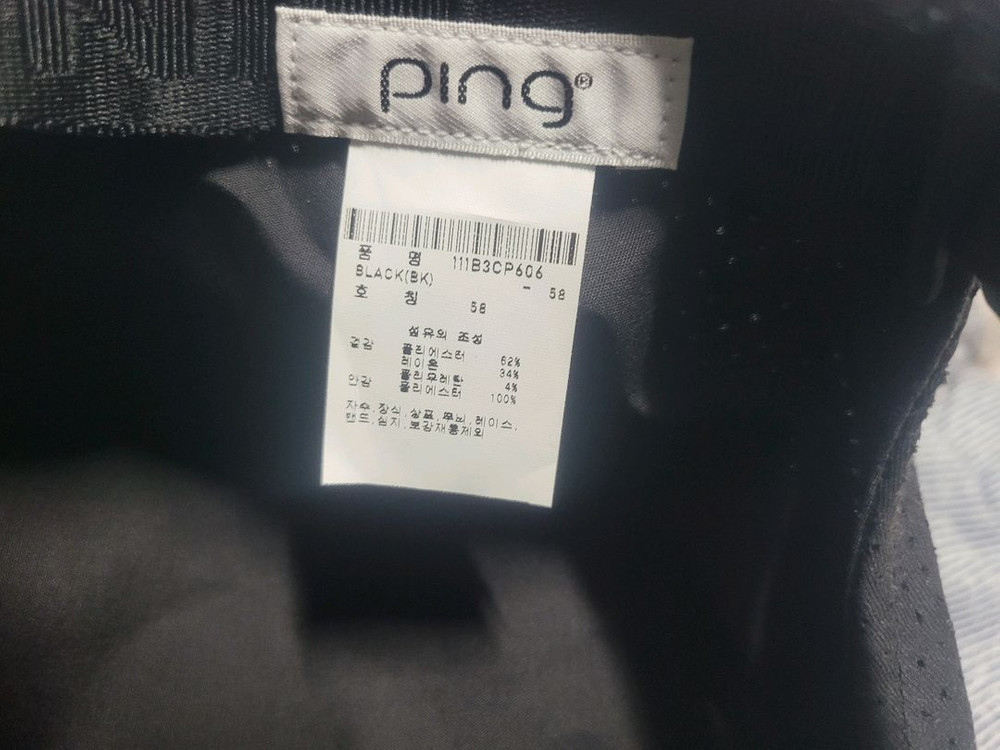 ping®
품 명 111B3CP606
BLACK(BK) - 58
호 칭 58
섬유의 조성
겉감 폴리에스터 62%
레이온 34%
폴리우레탄 4%
안감 폴리에스터 100%
자수,장식,상표,무늬,레이스,
밴드,심지,보강재등제외